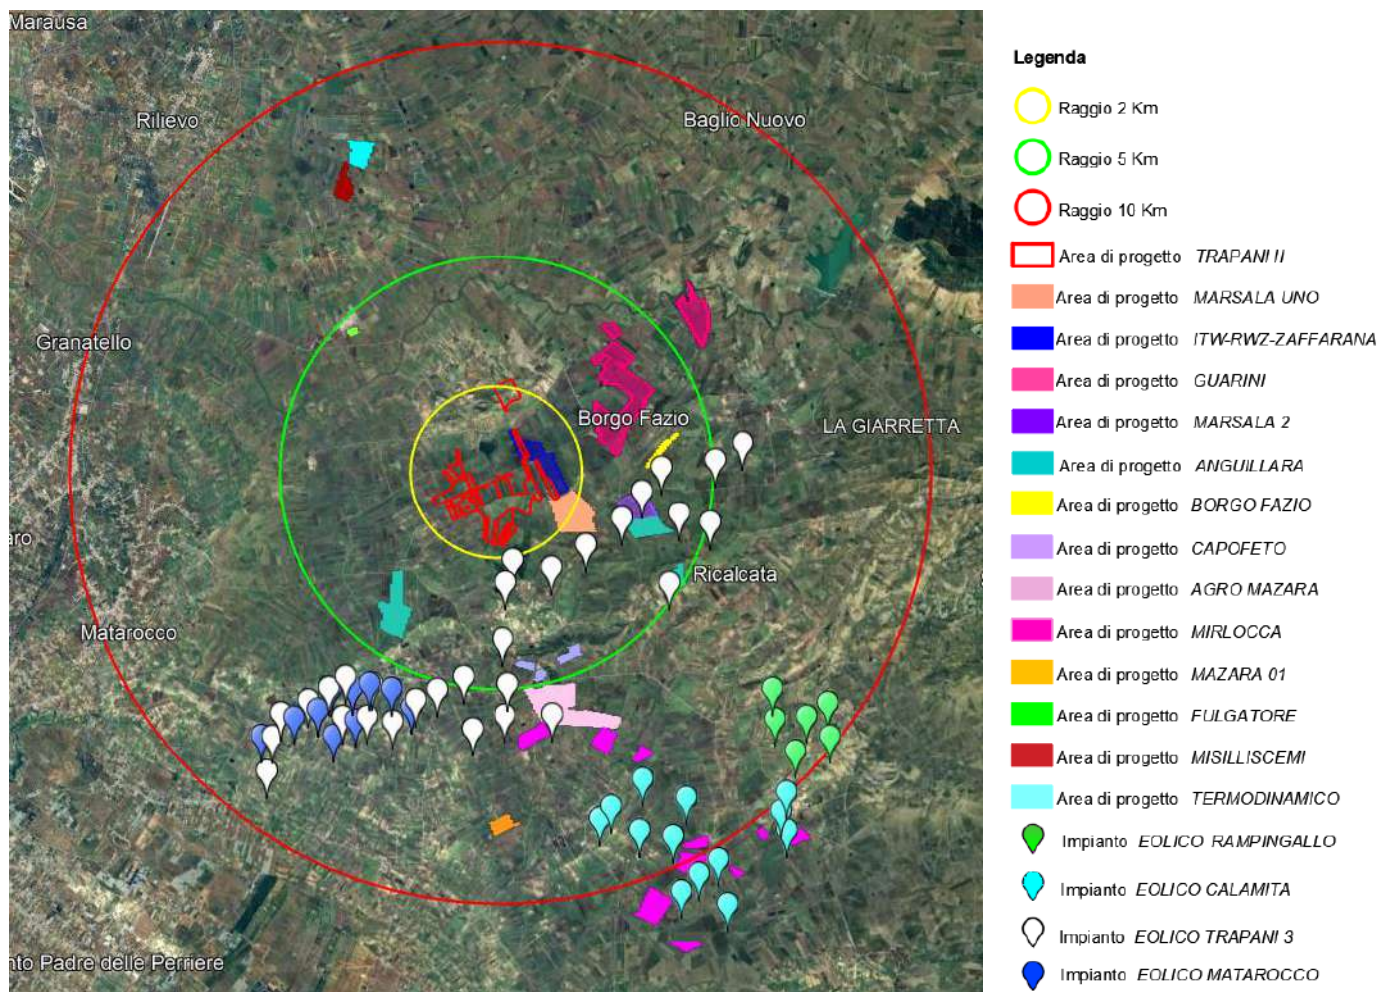 Marausa
Rilievo
Baglio Nuovo
Granatello
Borgo Fazio
LA GIARRETTA
Ricalcata
Matarocco
nto Padre delle Perriere
aro
Legenda
Raggio 2 Km
Raggio 5 Km
Raggio 10 Km
Area di progetto TRAPANI II
Area di progetto MARSALA UNO
Area di progetto ITW-RWZ-ZAFFARANA
Area di progetto GUARINI
Area di progetto MARSALA 2
Area di progetto ANGUILLARA
Area di progetto BORGO FAZIO
Area di progetto CAPOFETO
Area di progetto AGRO MAZARA
Area di progetto MIRLOCCA
Area di progetto MAZARA 01
Area di progetto FULGATORE
Area di progetto MISILLISCEMI
Area di progetto TERMODINAMICO
Impianto EOLICO RAMPINGALLO
Impianto EOLICO CALAMITA
Impianto EOLICO TRAPANI 3
Impianto EOLICO MATAROCCO